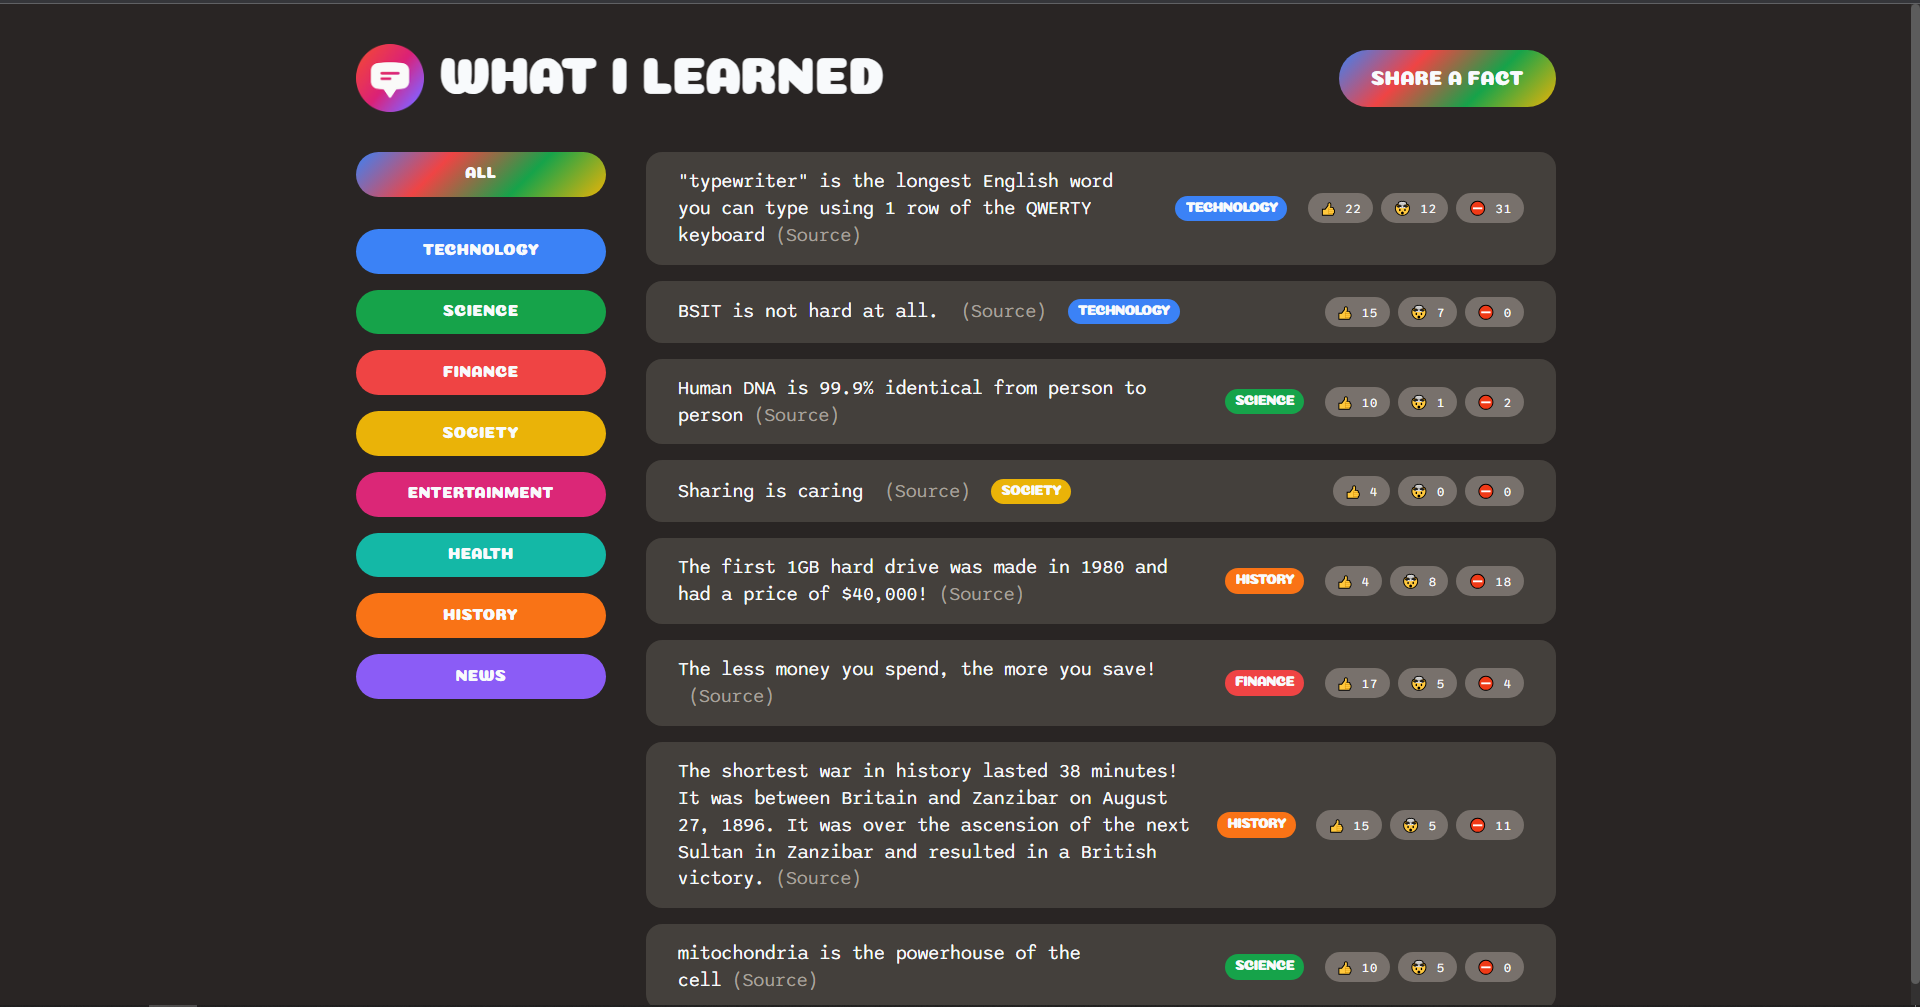 WHAT I LEARNED
SHARE A FACT
ALL
TECHNOLOGY
SCIENCE
FINANCE
SOCIETY
ENTERTAINMENT
HEALTH
HISTORY
NEWS
"typewriter" is the longest English word
you can type using 1 row of the QWERTY
keyboard (Source)
TECHNOLOGY
22
12
31
BSIT is not hard at all. (Source)
TECHNOLOGY
15
7
0
Human DNA is 99.9% identical from person to
person (Source)
SCIENCE
10
1
2
Sharing is caring (Source)
SOCIETY
4
0
0
The first 1GB hard drive was made in 1980 and
had a price of $40,000! (Source)
HISTORY
4
8
18
The less money you spend, the more you save!
(Source)
FINANCE
17
5
4
The shortest war in history lasted 38 minutes!
It was between Britain and Zanzibar on August
27, 1896. It was over the ascension of the next
Sultan in Zanzibar and resulted in a British
victory. (Source)
HISTORY
15
5
11
mitochondria is the powerhouse of the
cell (Source)
SCIENCE
10
5
0